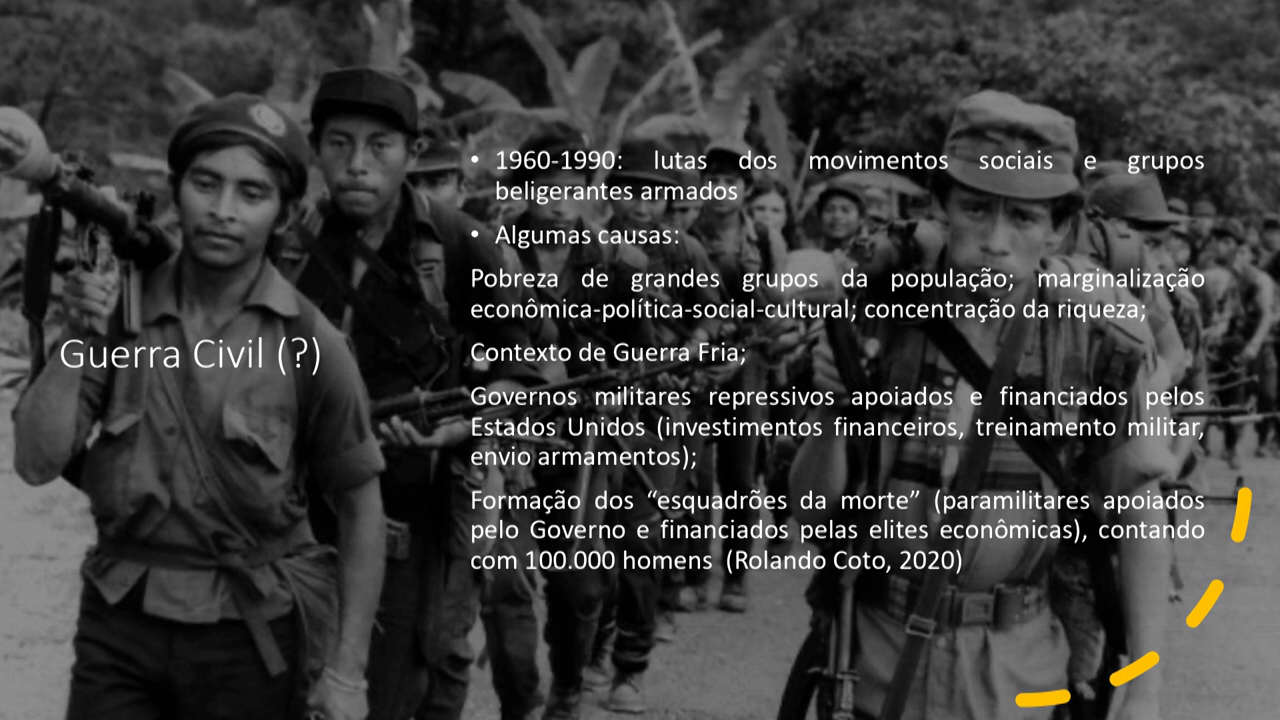 Guerra Civil (?)
• 1960-1990: lutas dos movimentos sociais e grupos
beligerantes armados
• Algumas causas:
Pobreza de grandes grupos da população; marginalização
econômica-política-social-cultural; concentração da riqueza;
Contexto de Guerra Fria;
Governos militares repressivos apoiados e financiados pelos
Estados Unidos (investimentos financeiros, treinamento militar,
envio armamentos);
Formação dos “esquadrões da morte” (paramilitares apoiados
pelo Governo e financiados pelas elites econômicas), contando
com 100.000 homens (Rolando Coto, 2020)